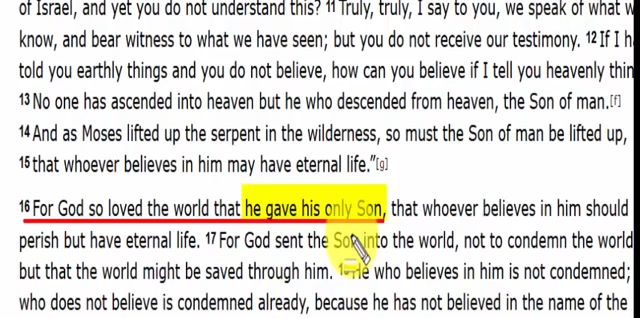 of Israel, and yet you do not understand this? 11 Truly, truly, I say to you, we speak of what w
know, and bear witness to what we have seen; but you do not receive our testimony. 12 If I h
told you earthly things and you do not believe, how can you believe if I tell you heavenly thin
13 No one has ascended into heaven but he who descended from heaven, the Son of man.[f]
14 And as Moses lifted up the serpent in the wilderness, so must the Son of man be lifted up,
15 that whoever believes in him may have eternal life.”[g]
16 For God so loved the world that he gave his only Son, that whoever believes in him should
perish but have eternal life. 17 For God sent the Son into the world, not to condemn the world
but that the world might be saved through him. He who believes in him is not condemned;
who does not believe is condemned already, because he has not believed in the name of the